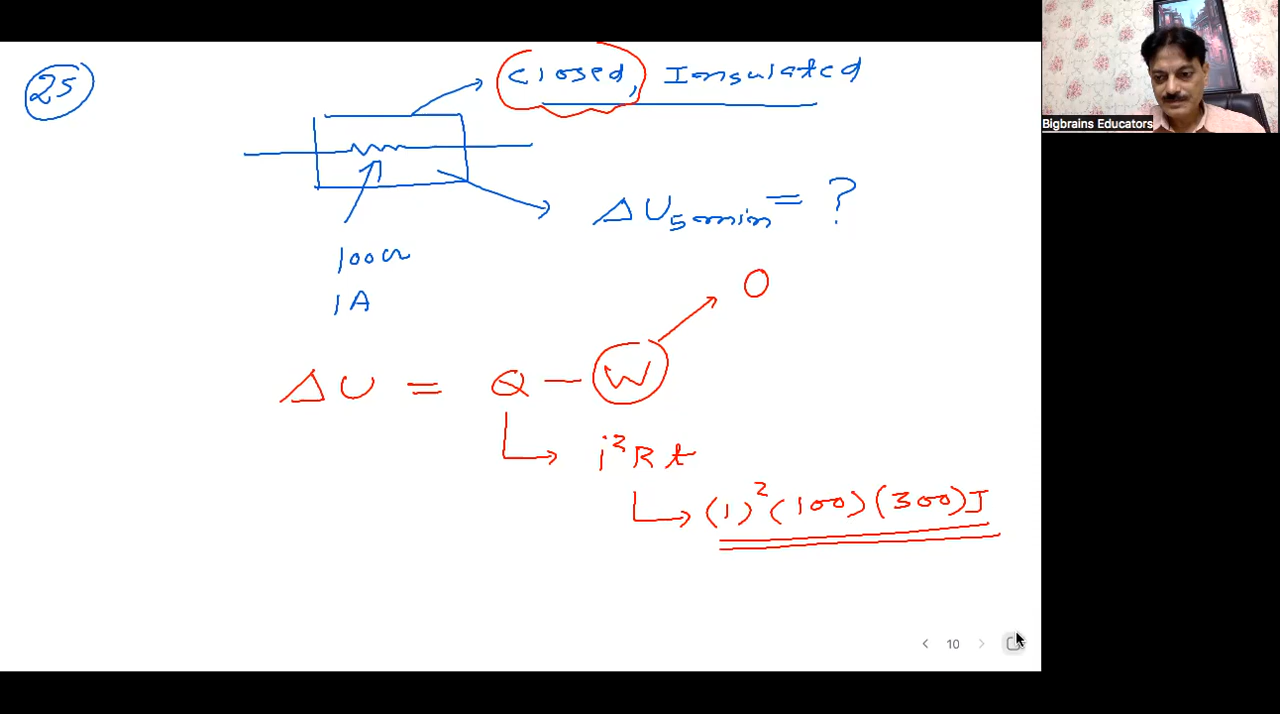 25
closed, Insulated
Bigbrains Educators
ΔU5min = ?
100Ω
1A
0
ΔU = Q - W
i²Rt
(1)²(100)(300)J
10